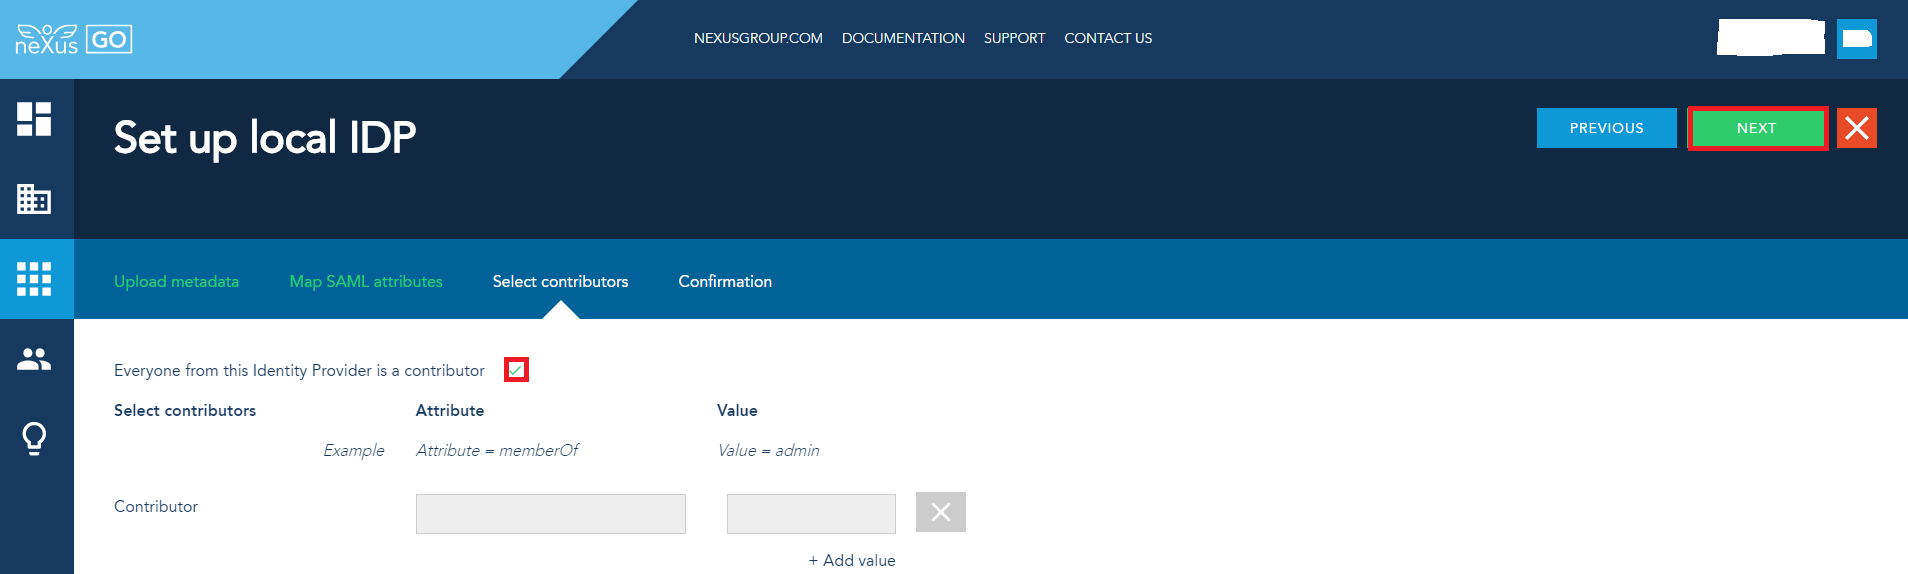 neXus GO
NEXUSGROUP.COM DOCUMENTATION SUPPORT CONTACT US
Set up local IDP
PREVIOUS NEXT
Upload metadata Map SAML attributes Select contributors Confirmation
Everyone from this Identity Provider is a contributor
Select contributors Attribute Value
Example Attribute = memberOf Value = admin
Contributor
+ Add value